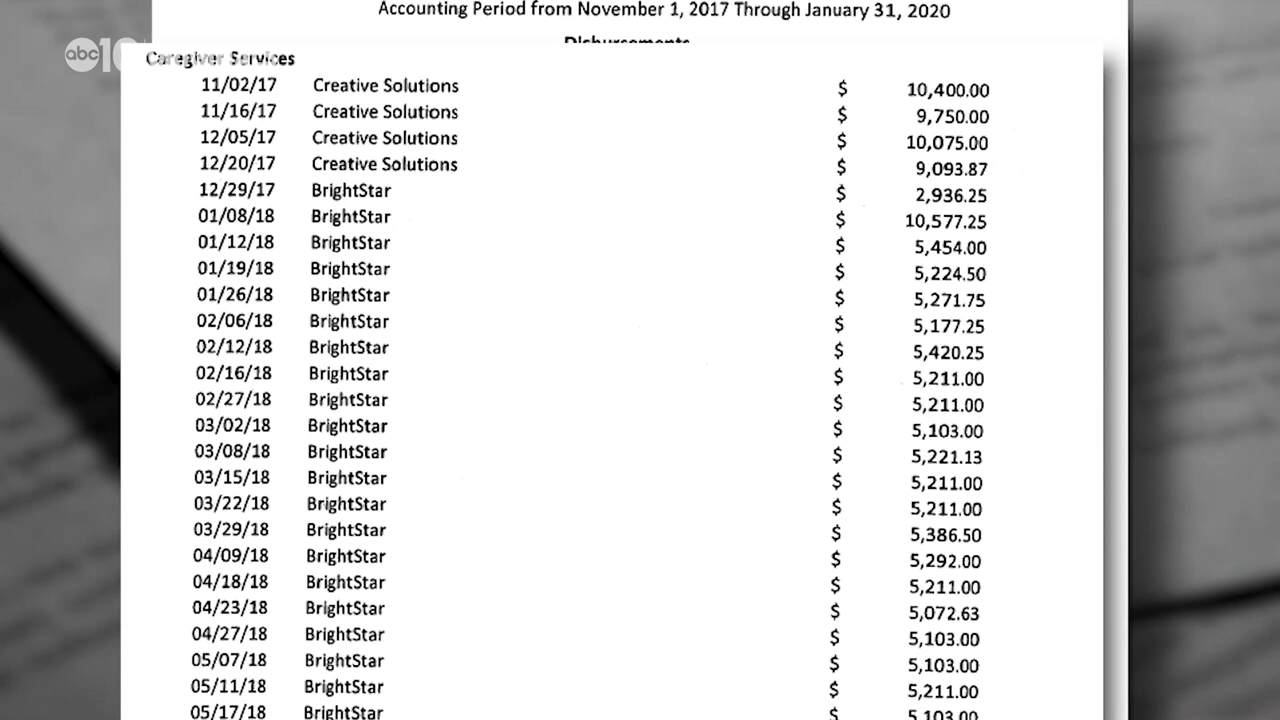 Accounting Period from November 1, 2017 Through January 31, 2020
Disbursements
abc10
Caregiver Services
11/02/17 Creative Solutions $ 10,400.00
11/16/17 Creative Solutions $ 9,750.00
12/05/17 Creative Solutions $ 10,075.00
12/20/17 Creative Solutions $ 9,093.87
12/29/17 BrightStar $ 2,936.25
01/08/18 BrightStar $ 10,577.25
01/12/18 BrightStar $ 5,454.00
01/19/18 BrightStar $ 5,224.50
01/26/18 BrightStar $ 5,271.75
02/06/18 BrightStar $ 5,177.25
02/12/18 BrightStar $ 5,420.25
02/16/18 BrightStar $ 5,211.00
02/27/18 BrightStar $ 5,211.00
03/02/18 BrightStar $ 5,103.00
03/08/18 BrightStar $ 5,221.13
03/15/18 BrightStar $ 5,211.00
03/22/18 BrightStar $ 5,211.00
03/29/18 BrightStar $ 5,386.50
04/09/18 BrightStar $ 5,292.00
04/18/18 BrightStar $ 5,211.00
04/23/18 BrightStar $ 5,072.63
04/27/18 BrightStar $ 5,103.00
05/07/18 BrightStar $ 5,103.00
05/11/18 BrightStar $ 5,211.00
05/17/18 BrightStar $ 5,103.00